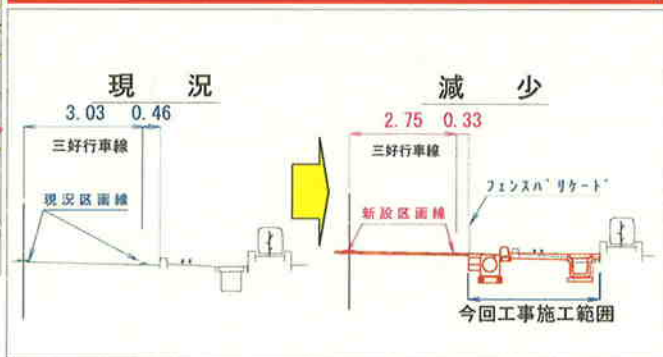 現 況
3.03 0.46
三好行車線
現況区画線
減 少
2.75 0.33
三好行車線
新設区画線
フェンスバリケード
今回工事施工範囲